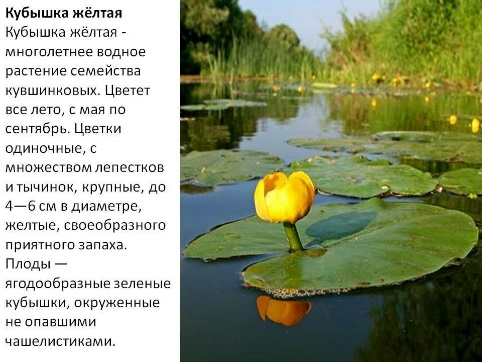 Кубышка жёлтая
Кубышка жёлтая -
многолетнее водное
растение семейства
кувшинковых. Цветет
все лето, с мая по
сентябрь. Цветки
одиночные, с
множеством лепестков
и тычинок, крупные, до
4—6 см в диаметре,
желтые, своеобразного
приятного запаха.
Плоды —
ягодообразные зеленые
кубышки, окруженные
не опавшими
чашелистиками.